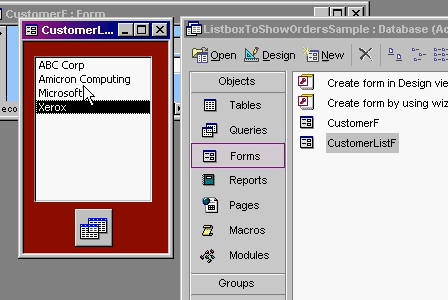 CustomerF : Form
CustomerL...
ABC Corp
Amicron Computing
Microsoft
Xerox
eco
ListboxToShowOrdersSample : Database (Ac
Open
Design
New
Objects
Tables
Queries
Forms
Reports
Pages
Macros
Modules
Groups
Create form in Design vie
Create form by using wiz
CustomerF
CustomerListF